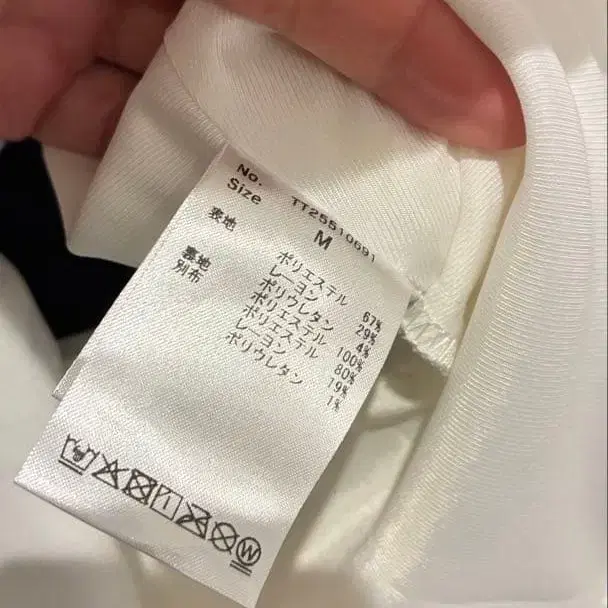 No. TT25510691
Size M
表地 ポリエステル 67%
レーヨン 29%
ポリウレタン 4%
裏地 ポリエステル 100%
別布 ポリエステル 80%
レーヨン 19%
ポリウレタン 1%
W